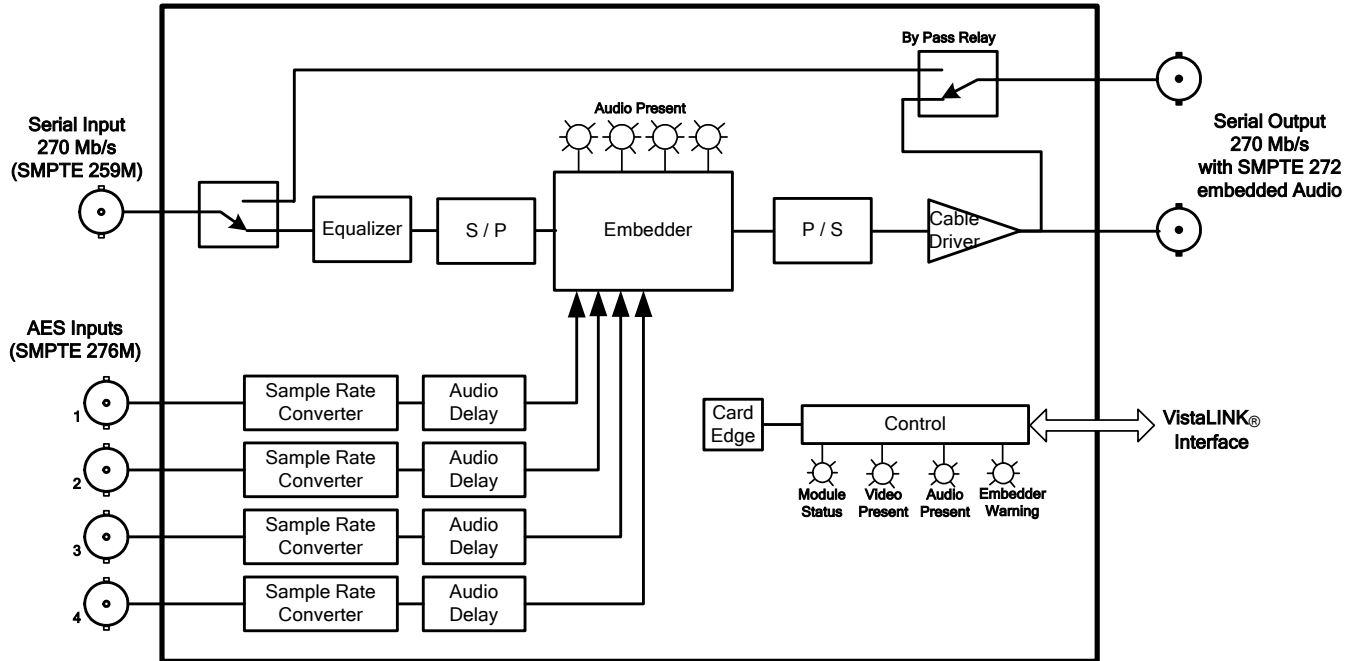 By Pass Relay
Audio Present
Serial Input
270 Mb/s
(SMPTE 259M)
Serial Output
270 Mb/s
with SMPTE 272
embedded Audio
Equalizer
S / P
Embedder
P / S
Cable
Driver
AES Inputs
(SMPTE 276M)
1
Sample Rate
Converter
Audio
Delay
2
Sample Rate
Converter
Audio
Delay
3
Sample Rate
Converter
Audio
Delay
4
Sample Rate
Converter
Audio
Delay
Card
Edge
Control
VistaLINK®
Interface
Module
Status
Video
Present
Audio
Present
Embedder
Warning